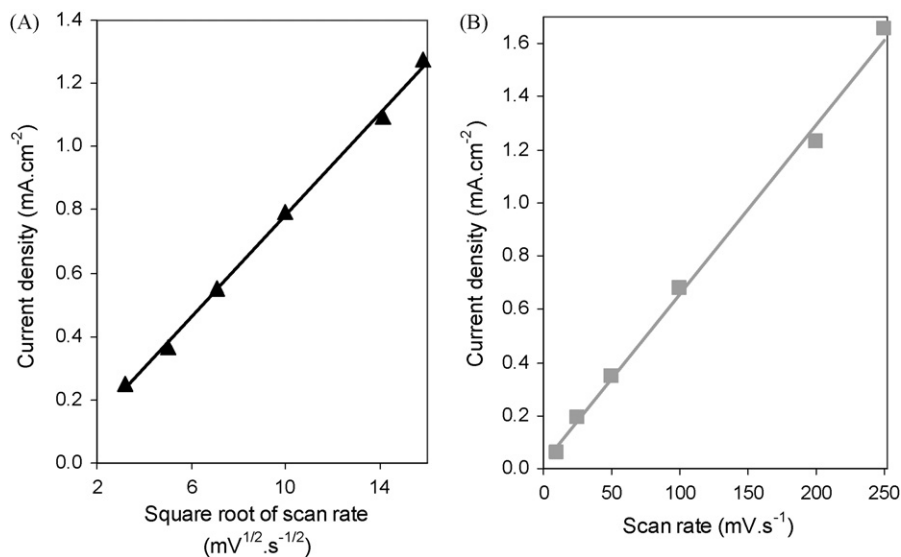 (A)
1.4
1.2
1.0
0.8
0.6
0.4
0.2
0.0
Current density (mA.cm⁻²)
2 6 10 14
Square root of scan rate
(mV¹/².s⁻¹/²)
(B)
1.6
1.4
1.2
1.0
0.8
0.6
0.4
0.2
0.0
Current density (mA.cm⁻²)
0 50 100 150 200 250
Scan rate (mV.s⁻¹)